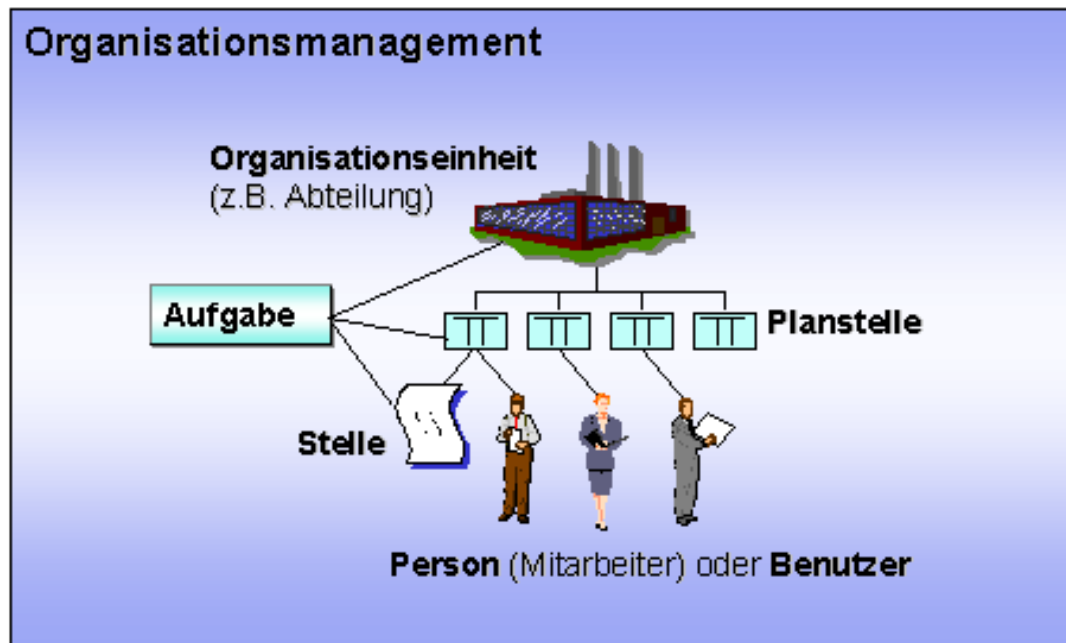 Organisationsmanagement
Organisationseinheit
(z.B. Abteilung)
Aufgabe
Planstelle
Stelle
Person (Mitarbeiter) oder Benutzer